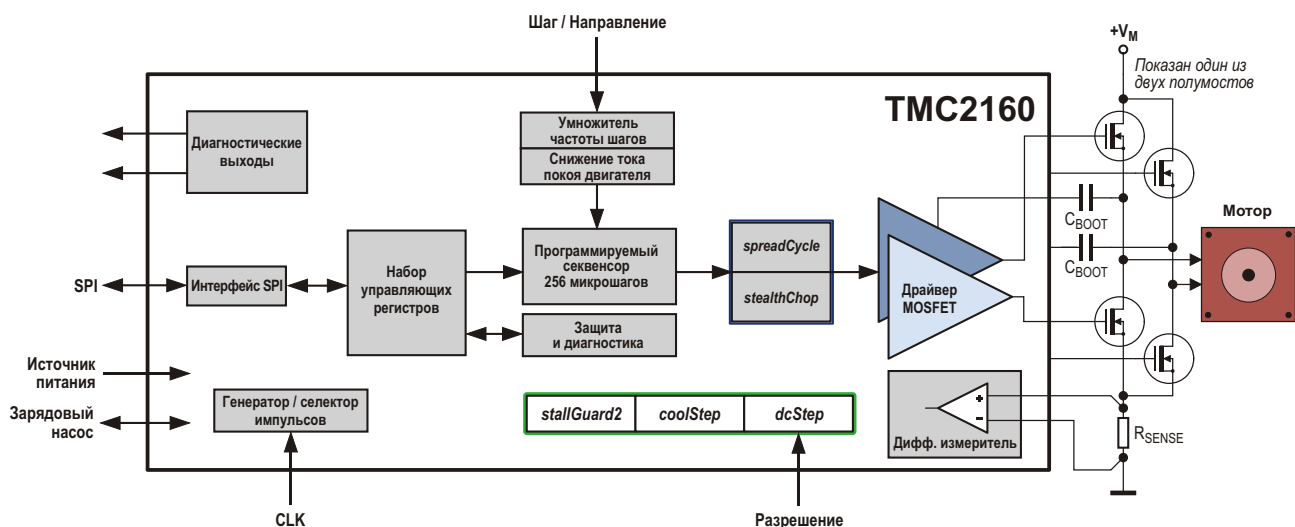 Шаг / Направление
+VM
Показан один из
двух полумостов
TMC2160
Диагностические
выходы
Умножитель
частоты шагов
Снижение тока
покоя двигателя
CBOOT
Мотор
SPI
Интерфейс SPI
Набор
управляющих
регистров
Программируемый
секвенсор
256 микрошагов
spreadCycle
stealthChop
Драйвер
MOSFET
CBOOT
Защита
и диагностика
Источник
питания
Зарядовый
насос
Генератор / селектор
импульсов
stallGuard2
coolStep
dcStep
+
-
Дифф. измеритель
RSENSE
CLK
Разрешение